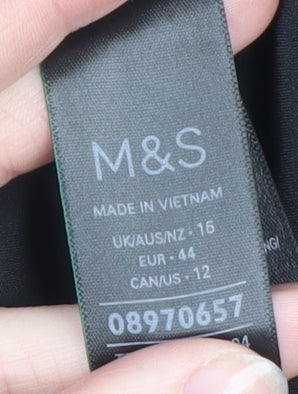 M&S
MADE IN VIETNAM
UK/AUS/NZ • 16
EUR • 44
CAN/US • 12
08970657